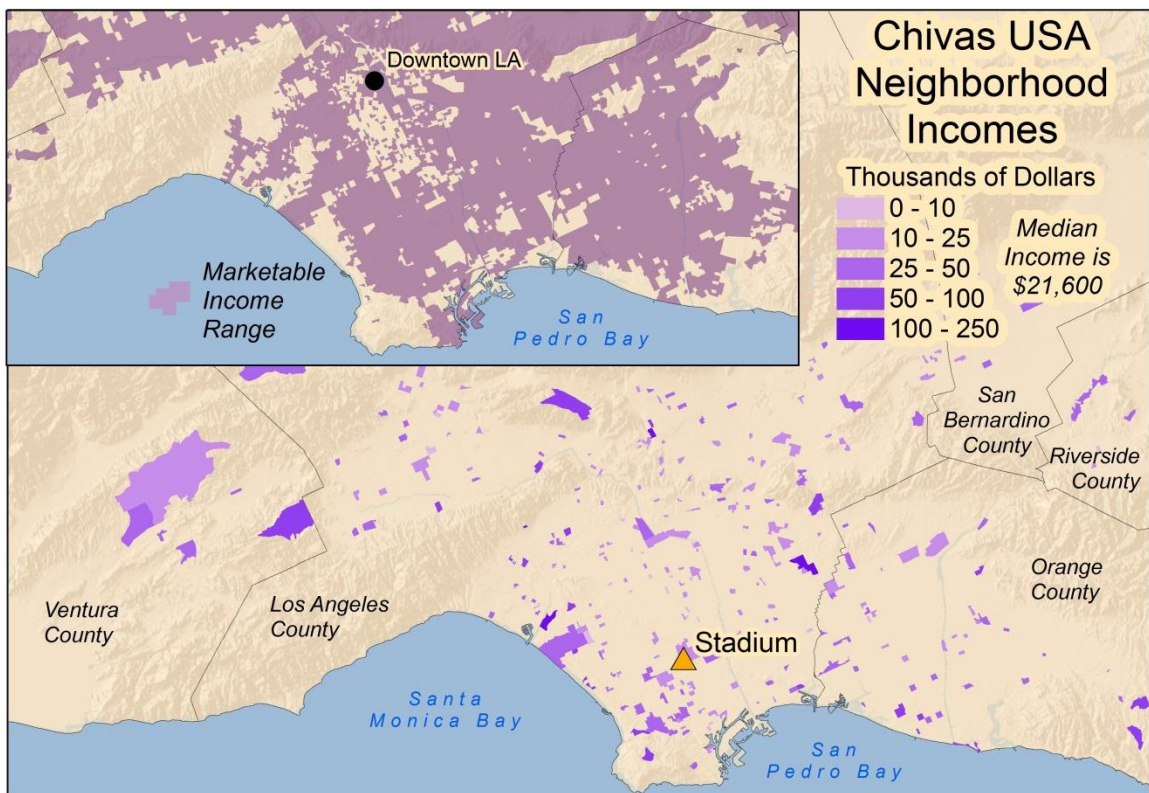 Downtown LA
Marketable
Income
Range
San
Pedro Bay
Chivas USA
Neighborhood
Incomes
Thousands of Dollars
0 - 10
10 - 25
25 - 50
50 - 100
100 - 250
Median
Income is
$21,600
San
Bernardino
County
Riverside
County
Orange
County
Ventura
County
Los Angeles
County
Stadium
Santa
Monica Bay
San
Pedro Bay